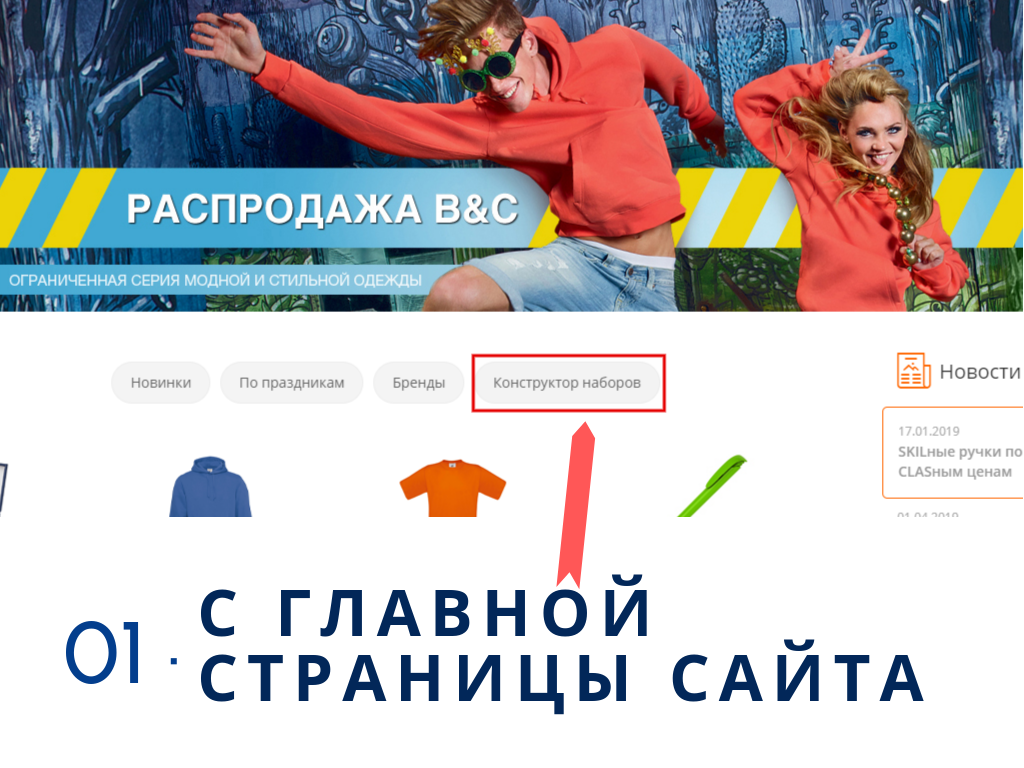 РАСПРОДАЖА B&C
ОГРАНИЧЕННАЯ СЕРИЯ МОДНОЙ И СТИЛЬНОЙ ОДЕЖДЫ
Новинки
По праздникам
Бренды
Конструктор наборов
Новости
17.01.2019
SKILные ручки по
CLASным ценам
01.04.2019
01.
С ГЛАВНОЙ
СТРАНИЦЫ САЙТА